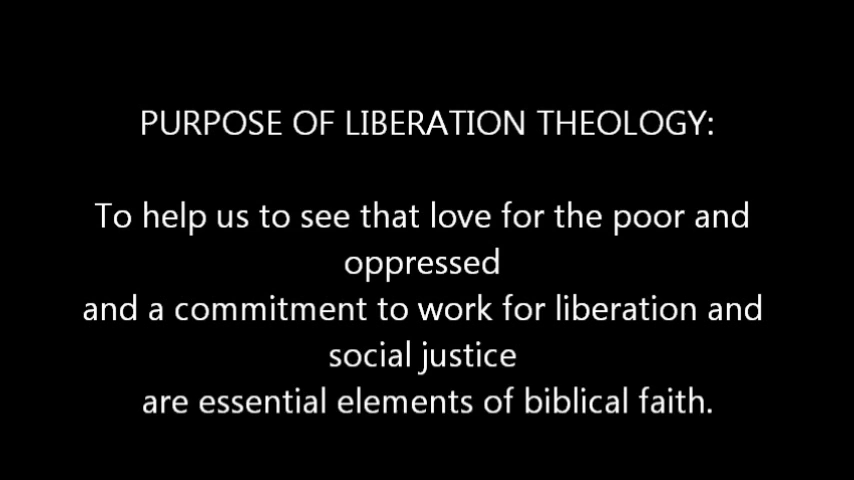 PURPOSE OF LIBERATION THEOLOGY:
To help us to see that love for the poor and
oppressed
and a commitment to work for liberation and
social justice
are essential elements of biblical faith.